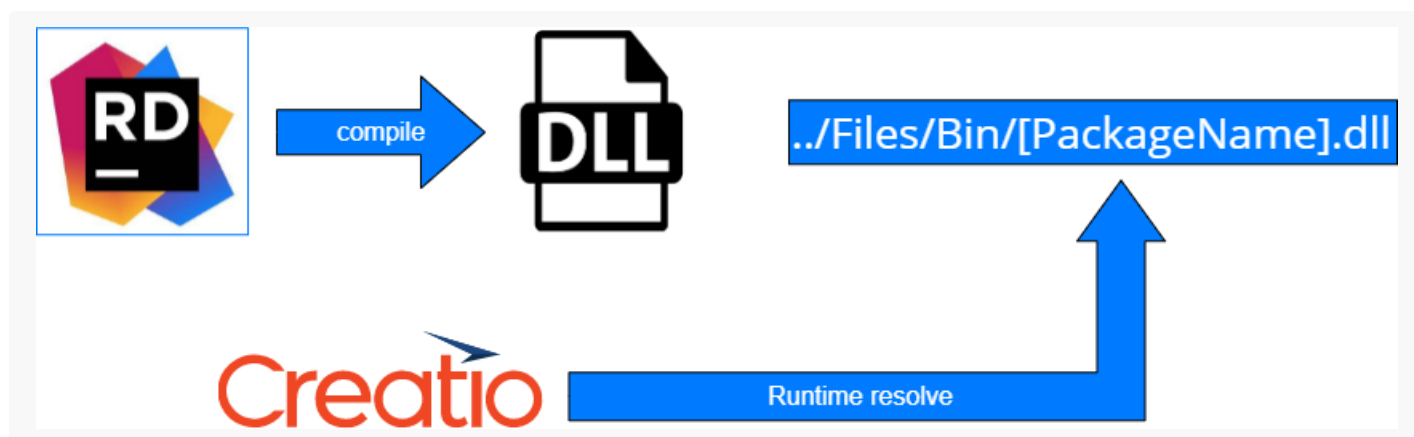 RD
compile
DLL
../Files/Bin/[PackageName].dll
Creatio
Runtime resolve